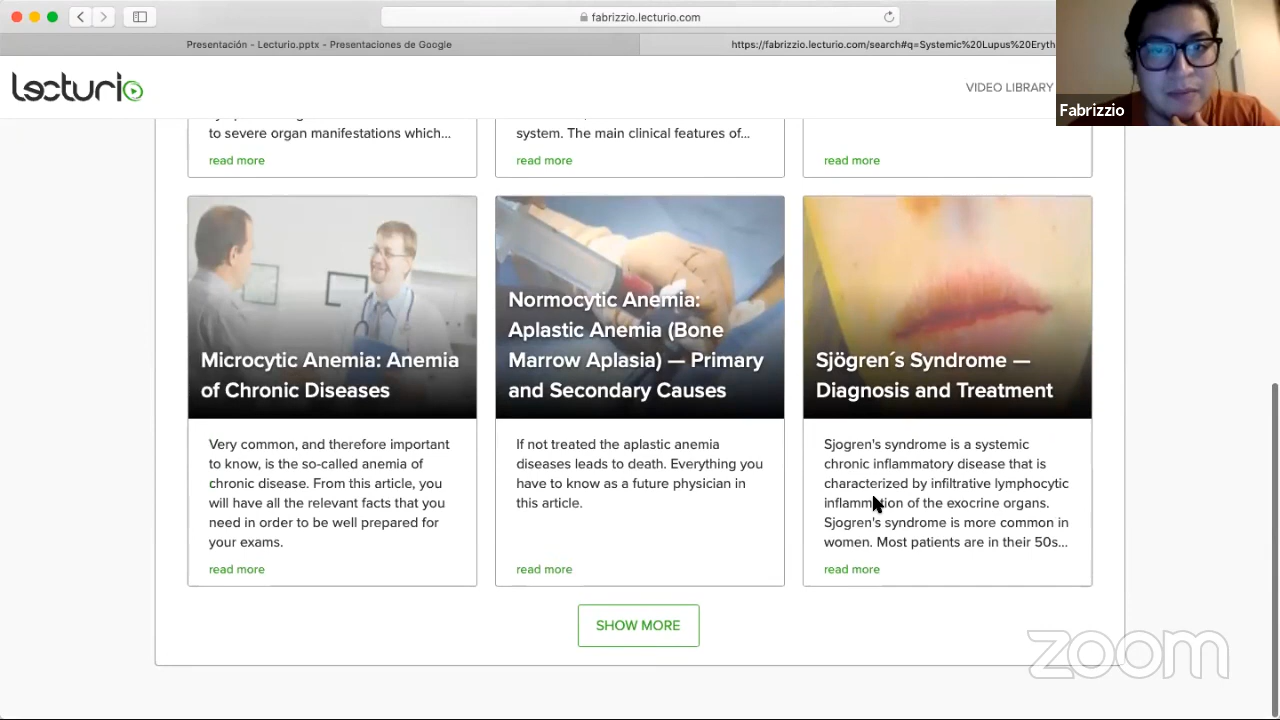 fabrizzio.lecturio.com
Presentación - Lecturio.pptx - Presentaciones de Google
https://fabrizzio.lecturio.com/search#q=Systemic%20Lupus%20Eryth
lecturio
VIDEO LIBRARY
Fabrizzio
to severe organ manifestations which...
read more
system. The main clinical features of...
read more
read more
Microcytic Anemia: Anemia
of Chronic Diseases
Very common, and therefore important
to know, is the so-called anemia of
chronic disease. From this article, you
will have all the relevant facts that you
need in order to be well prepared for
your exams.
read more
Normocytic Anemia:
Aplastic Anemia (Bone
Marrow Aplasia) — Primary
and Secondary Causes
If not treated the aplastic anemia
diseases leads to death. Everything you
have to know as a future physician in
this article.
read more
Sjögren´s Syndrome —
Diagnosis and Treatment
Sjogren's syndrome is a systemic
chronic inflammatory disease that is
characterized by infiltrative lymphocytic
inflammation of the exocrine organs.
Sjogren's syndrome is more common in
women. Most patients are in their 50s...
read more
SHOW MORE
zoom